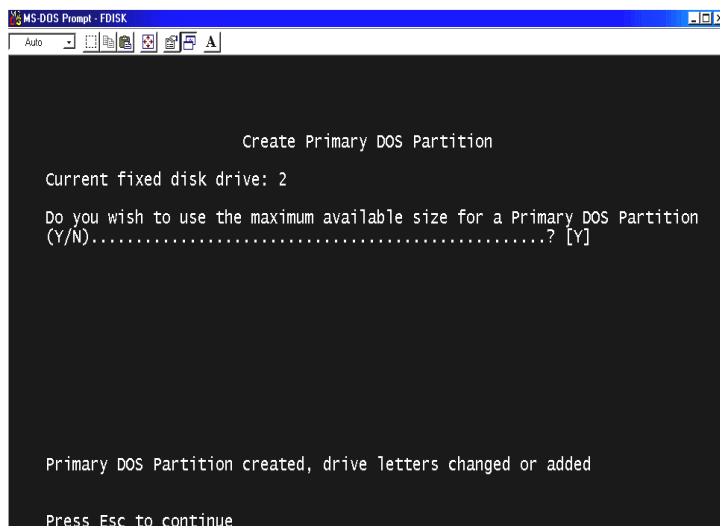 MS-DOS Prompt - FDISK
Auto
A
Create Primary DOS Partition
Current fixed disk drive: 2
Do you wish to use the maximum available size for a Primary DOS Partition
(Y/N)...................................................? [Y]
Primary DOS Partition created, drive letters changed or added
Press Esc to continue